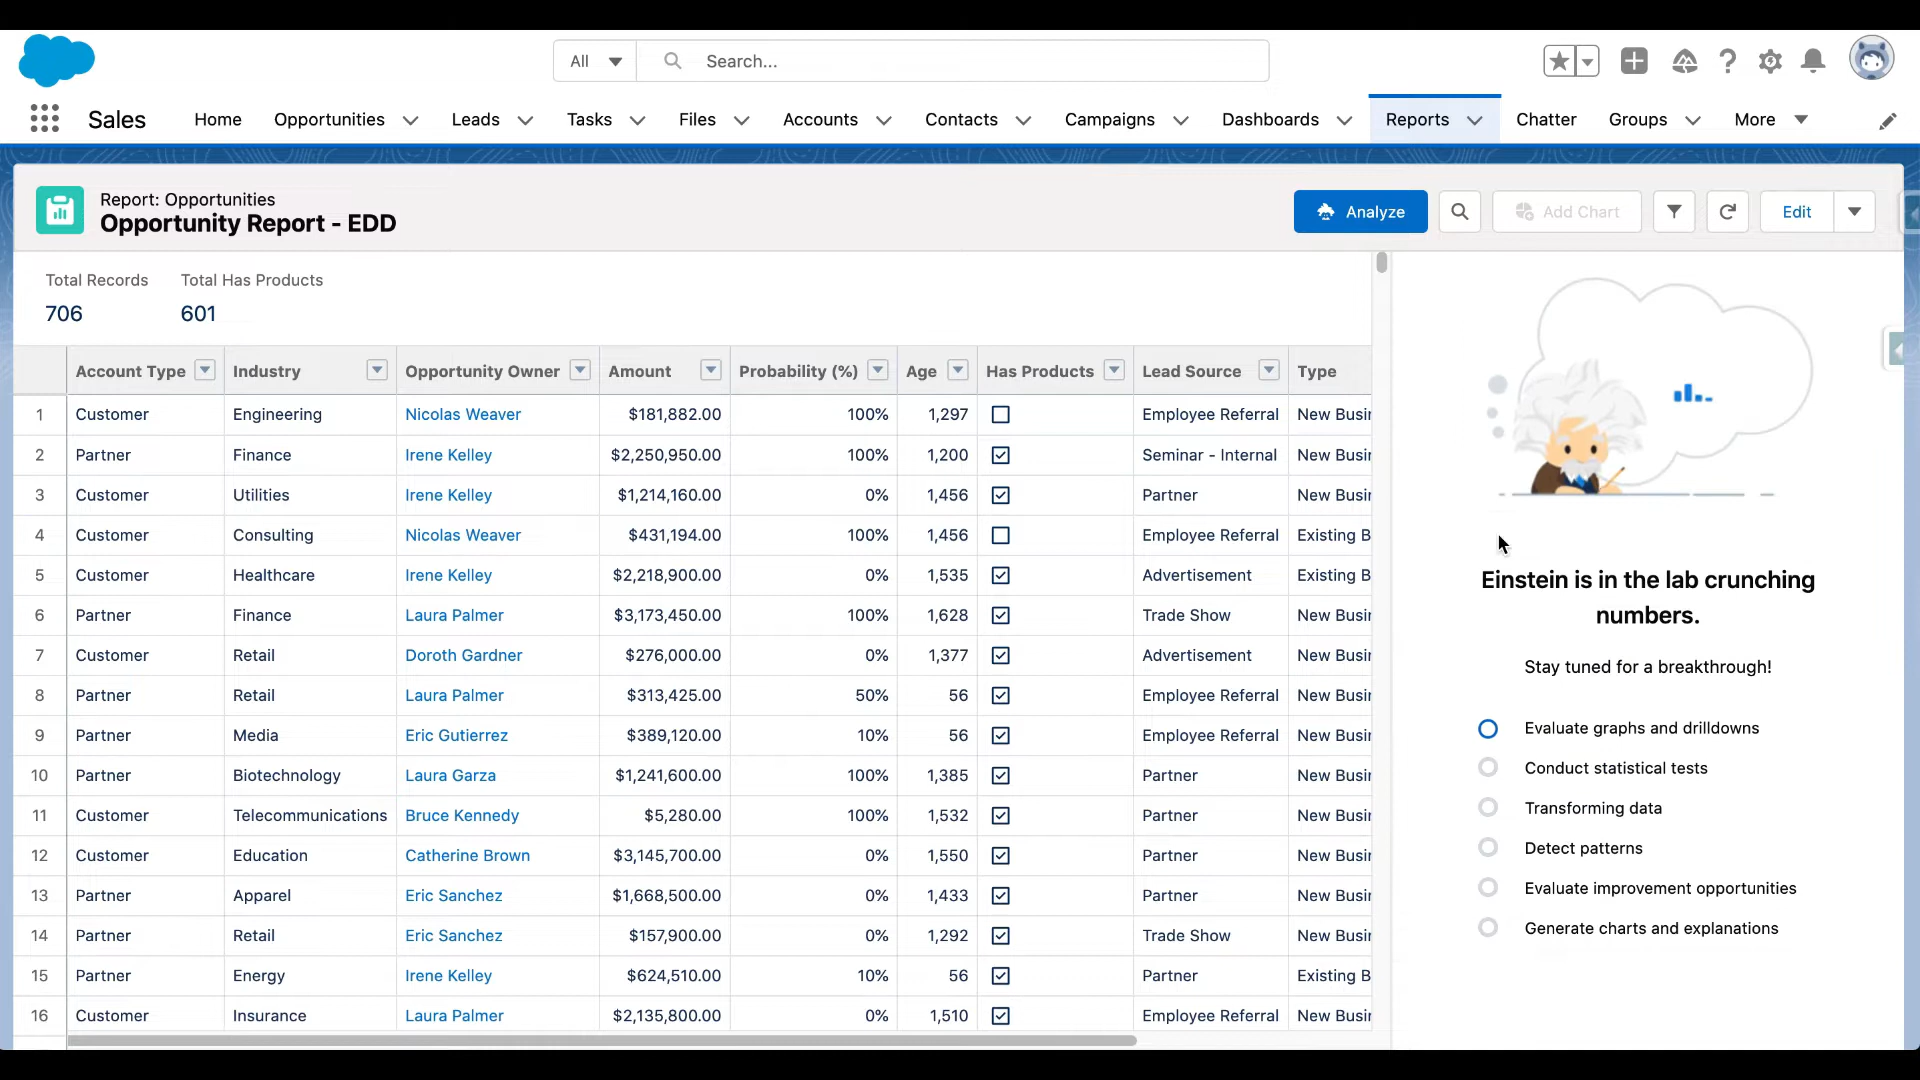 All Search...
Sales Home Opportunities Leads Tasks Files Accounts Contacts Campaigns Dashboards Reports Chatter Groups More
Report: Opportunities
Opportunity Report - EDD
Analyze Add Chart Edit
Total Records Total Has Products
706 601
Account Type Industry Opportunity Owner Amount Probability (%) Age Has Products Lead Source Type
1 Customer Engineering Nicolas Weaver $181,882.00 100% 1,297 Employee Referral New Busi
2 Partner Finance Irene Kelley $2,250,950.00 100% 1,200 Seminar - Internal New Busi
3 Customer Utilities Irene Kelley $1,214,160.00 0% 1,456 Partner New Busi
4 Customer Consulting Nicolas Weaver $431,194.00 100% 1,456 Employee Referral Existing B
5 Customer Healthcare Irene Kelley $2,218,900.00 0% 1,535 Advertisement Existing B
6 Partner Finance Laura Palmer $3,173,450.00 100% 1,628 Trade Show New Busi
7 Customer Retail Doroth Gardner $276,000.00 0% 1,377 Advertisement New Busi
8 Partner Retail Laura Palmer $313,425.00 50% 56 Employee Referral New Busi
9 Partner Media Eric Gutierrez $389,120.00 10% 56 Employee Referral New Busi
10 Partner Biotechnology Laura Garza $1,241,600.00 100% 1,385 Partner New Busi
11 Customer Telecommunications Bruce Kennedy $5,280.00 100% 1,532 Partner New Busi
12 Customer Education Catherine Brown $3,145,700.00 0% 1,550 Partner New Busi
13 Partner Apparel Eric Sanchez $1,668,500.00 0% 1,433 Partner New Busi
14 Partner Retail Eric Sanchez $157,900.00 0% 1,292 Trade Show New Busi
15 Partner Energy Irene Kelley $624,510.00 10% 56 Partner Existing B
16 Customer Insurance Laura Palmer $2,135,800.00 0% 1,510 Employee Referral New Busi
Einstein is in the lab crunching
numbers.
Stay tuned for a breakthrough!
Evaluate graphs and drilldowns
Conduct statistical tests
Transforming data
Detect patterns
Evaluate improvement opportunities
Generate charts and explanations